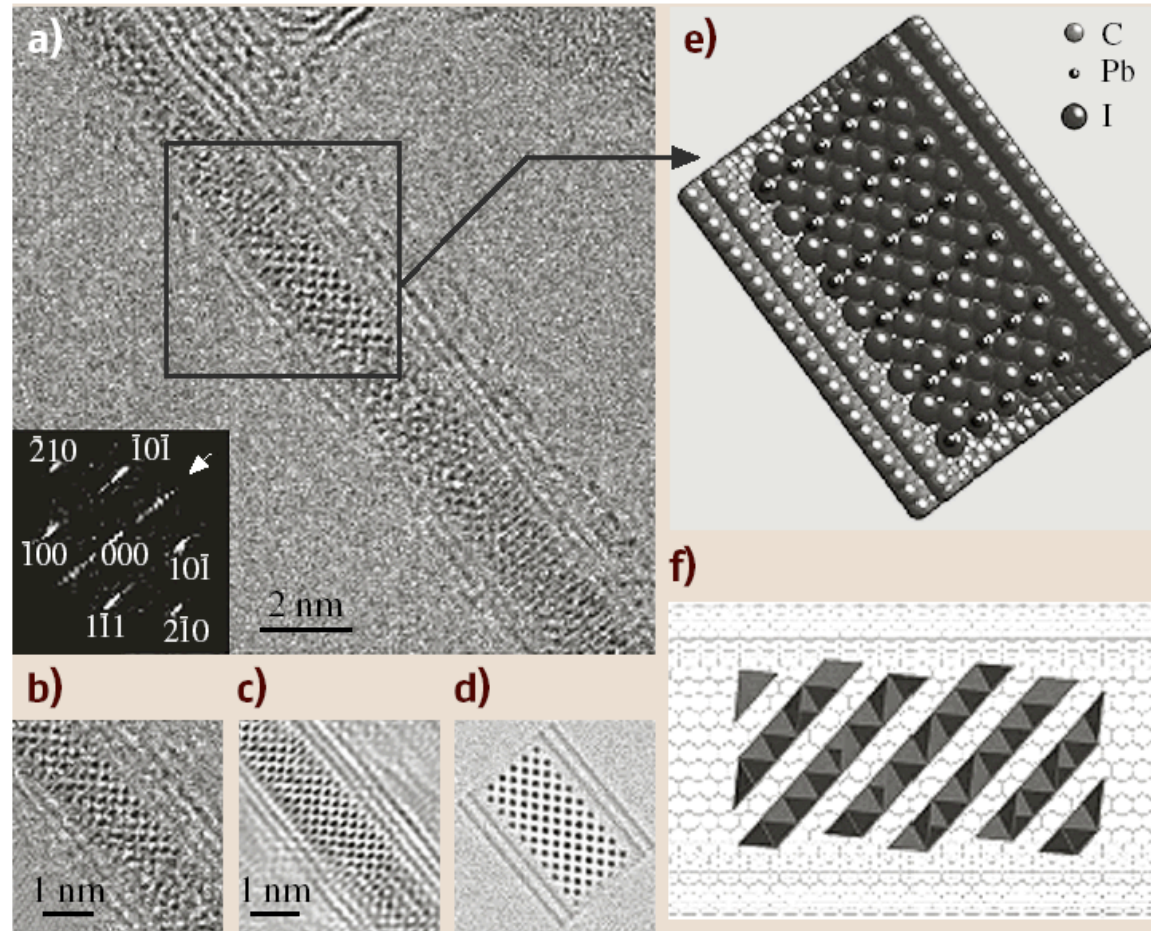 a)
e)
C
Pb
I
2̄10
1̄01̄
1̄00
000
101̄
11̄1
21̄0
2 nm
f)
b)
c)
d)
1 nm
1 nm